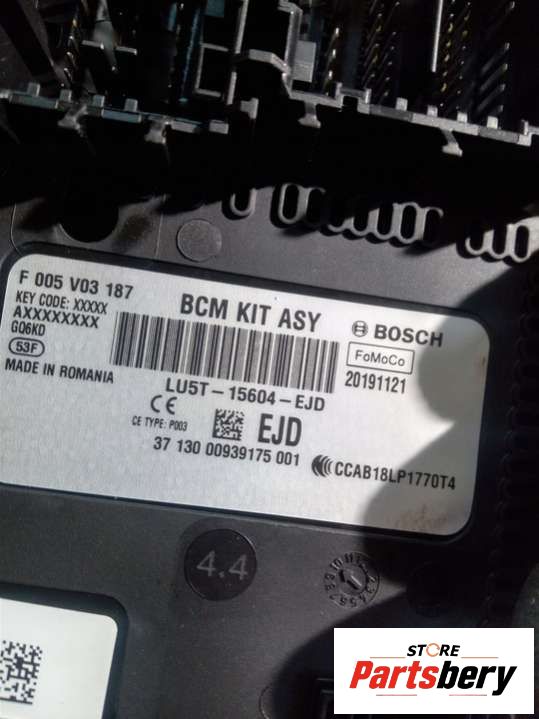 F 005 V03 187
KEY CODE: XXXXX
AXXXXXXXX
GQ6KD
53F
MADE IN ROMANIA
BCM KIT ASY
BOSCH
FoMoCo
20191121
LU5T-15604-EJD
CE
CE TYPE: P003
EJD
37 130 00939175 001
CCAB18LP1770T4
4.4
STORE
Partsbery